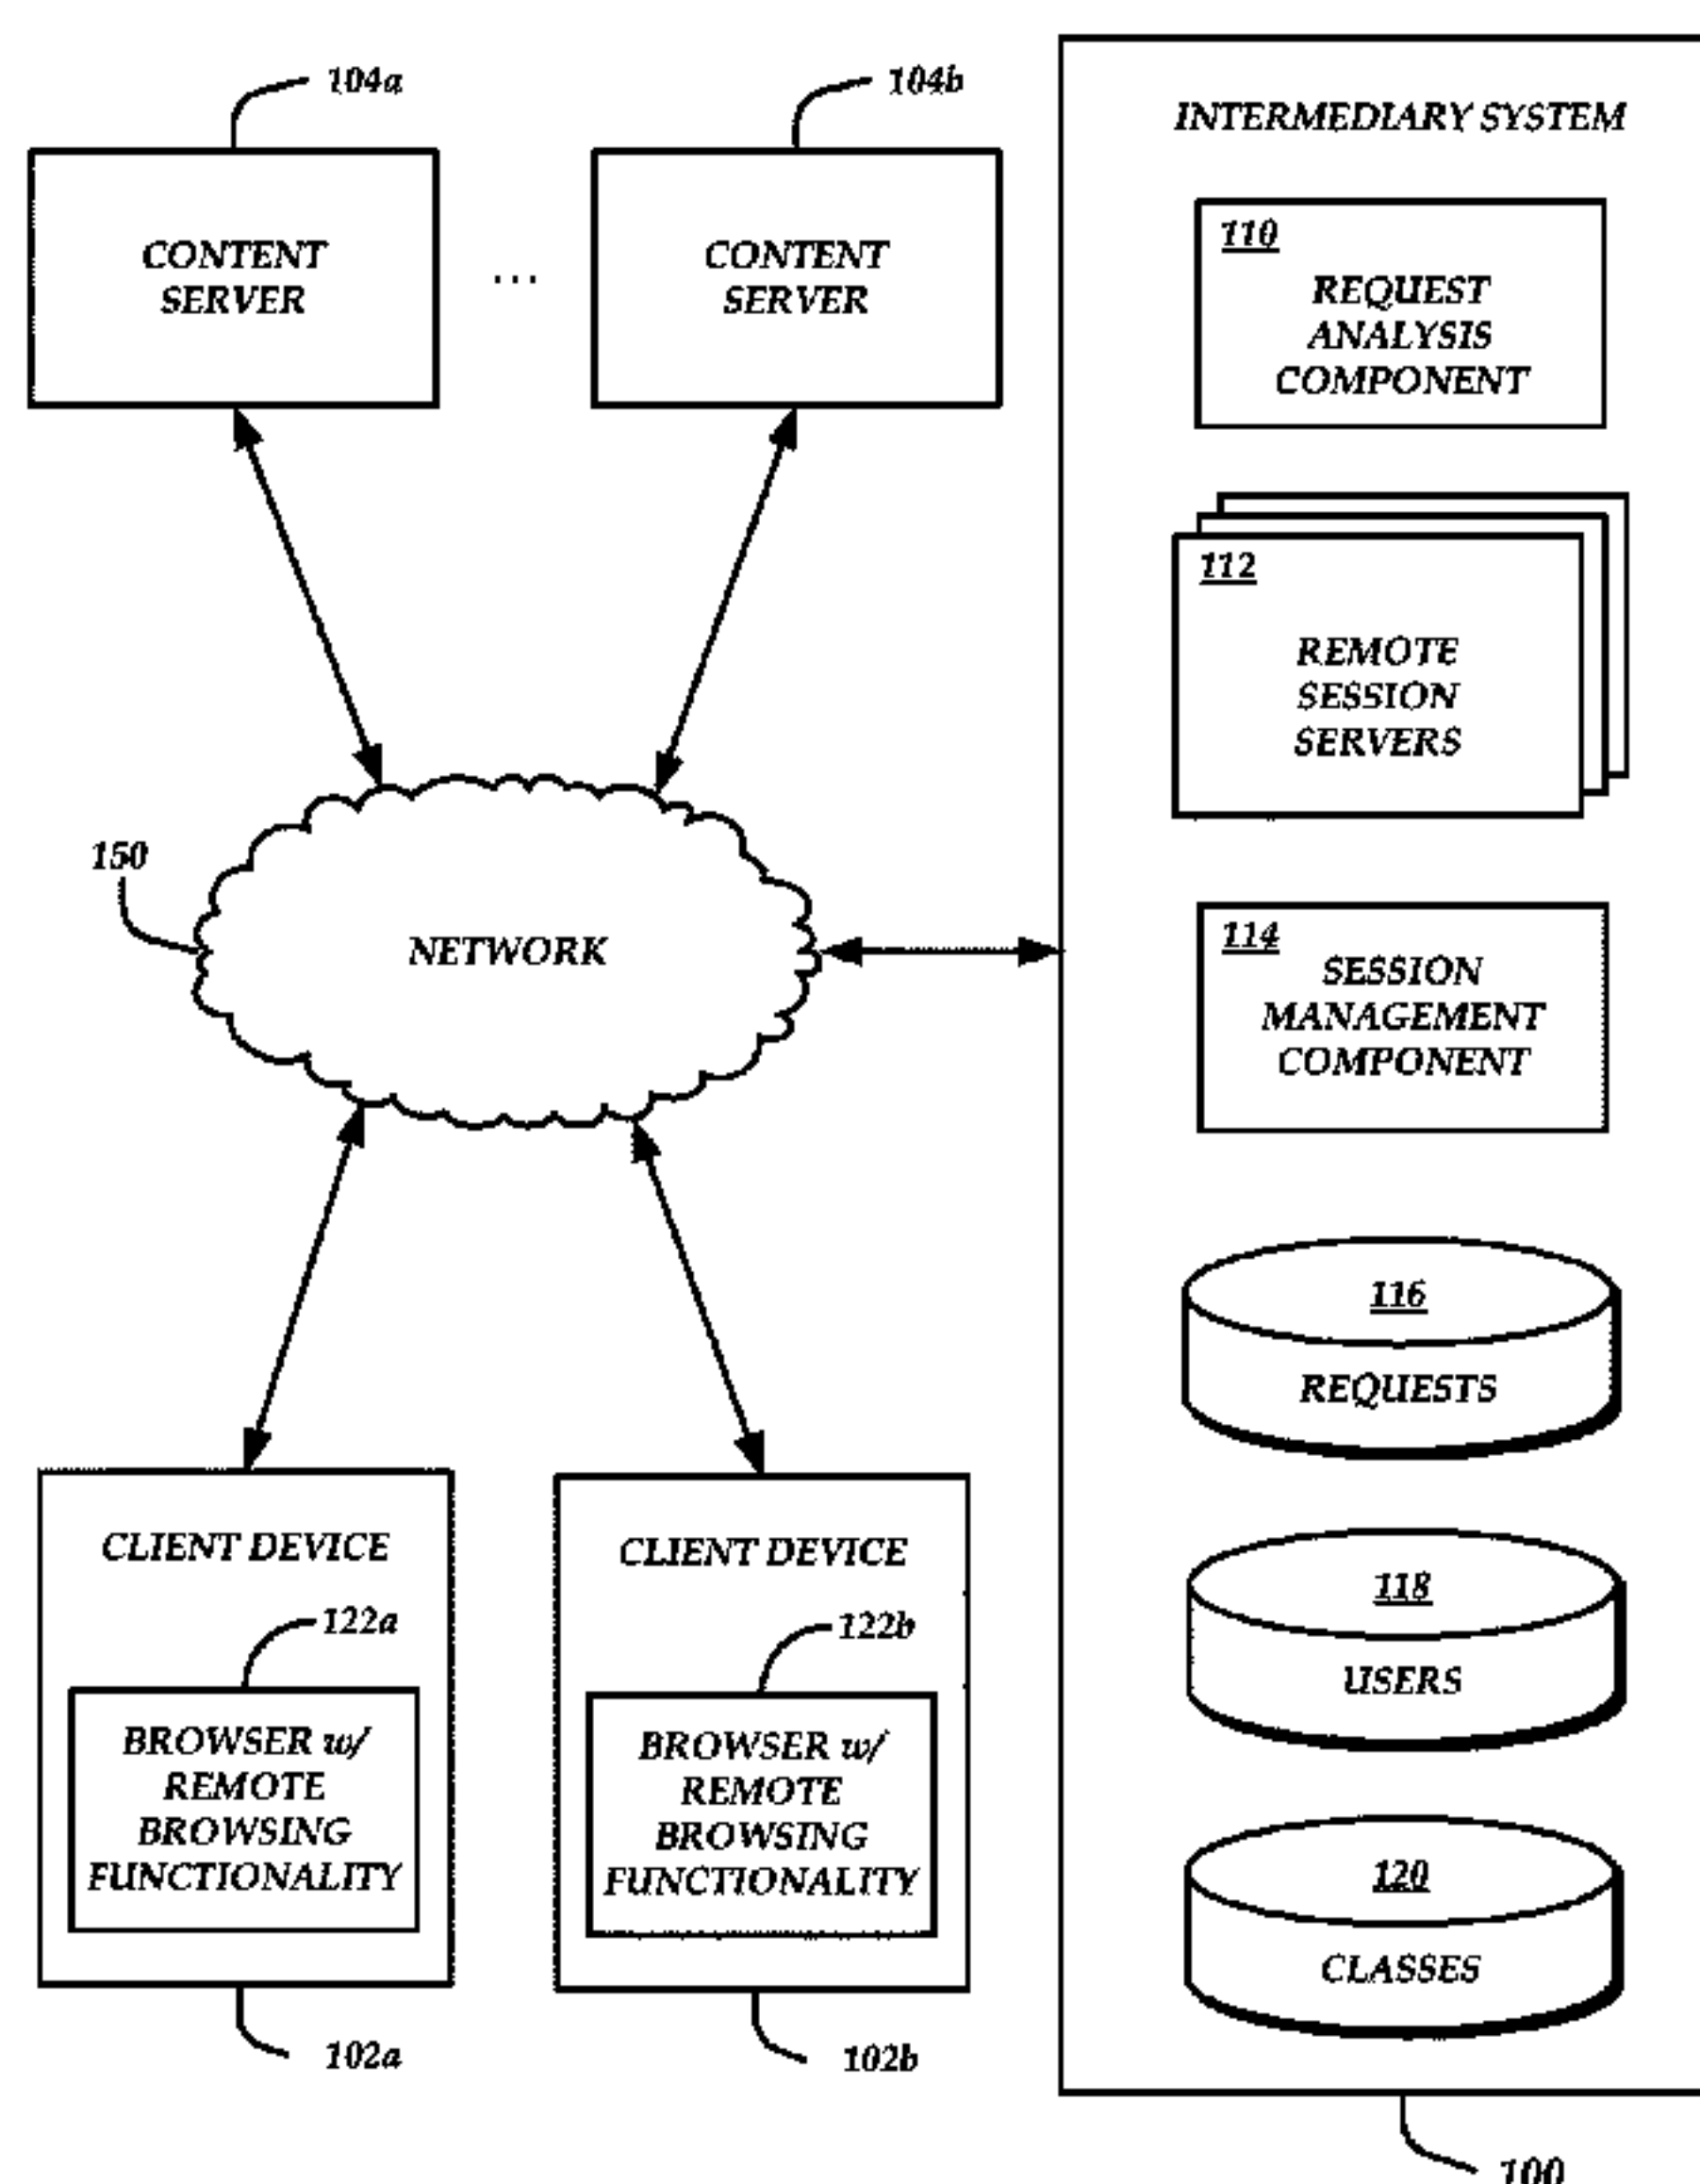 104a
104b
CONTENT
SERVER
...
CONTENT
SERVER
150
NETWORK
CLIENT DEVICE
122a
BROWSER w/
REMOTE
BROWSING
FUNCTIONALITY
102a
CLIENT DEVICE
122b
BROWSER w/
REMOTE
BROWSING
FUNCTIONALITY
102b
INTERMEDIARY SYSTEM
110
REQUEST
ANALYSIS
COMPONENT
112
REMOTE
SESSION
SERVERS
114
SESSION
MANAGEMENT
COMPONENT
116
REQUESTS
118
USERS
120
CLASSES
100